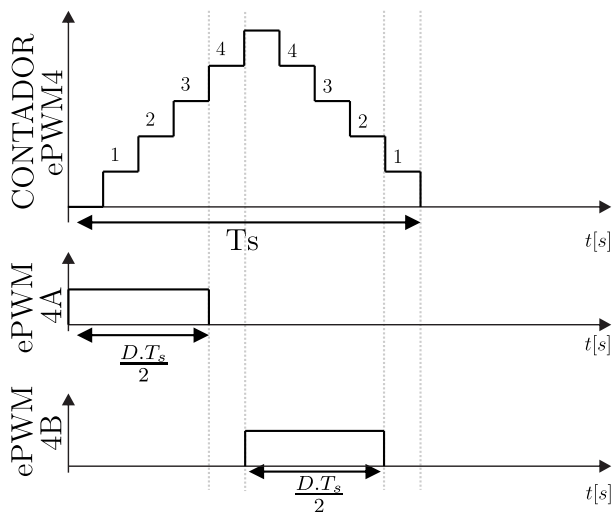 CONTADOR
ePWM4
1
2
3
4
4
3
2
1
Ts
t[s]
ePWM
4A
D.T_s
2
t[s]
ePWM
4B
D.T_s
2
t[s]